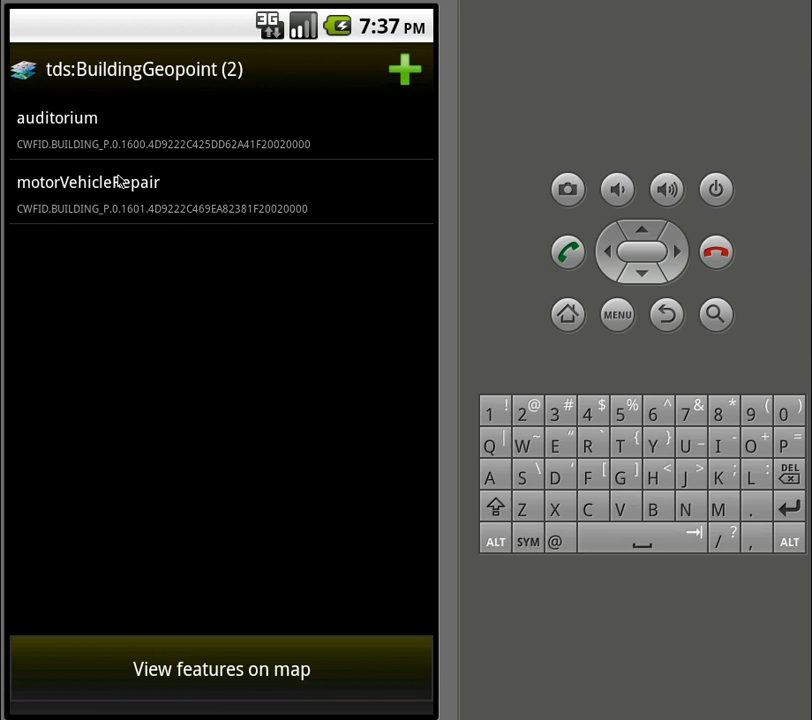 3G 7:37 PM
tds:BuildingGeopoint (2)
auditorium
CWFID.BUILDING_P.0.1600.4D9222C425DD62A41F20020000
motorVehicleRepair
CWFID.BUILDING_P.0.1601.4D9222C469EA82381F20020000
View features on map
MENU
1 ! 2 @ 3 # 4 $ 5 % 6 ^ 7 & 8 * 9 ( 0 )
Q | W ~ E " R ` T { Y } U _ I - O + P =
A S \ D ' F [ G ] H < J > K ; L : DEL
Z X C V B N M .
ALT SYM @ / ? , ALT